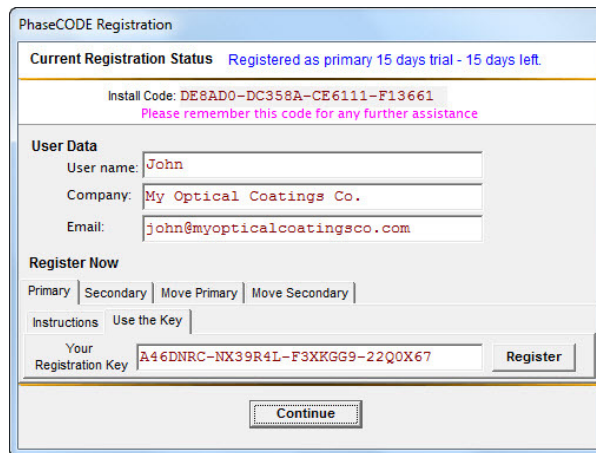 PhaseCODE Registration
Current Registration Status Registered as primary 15 days trial - 15 days left.
Install Code: DE8AD0-DC358A-CE6111-F13661
Please remember this code for any further assistance
User Data
User name: John
Company: My Optical Coatings Co.
Email: john@myopticalcoatingsco.com
Register Now
Primary Secondary Move Primary Move Secondary
Instructions Use the Key
Your
Registration Key A46DNRC-NX39R4L-F3XKGG9-22Q0X67 Register
Continue